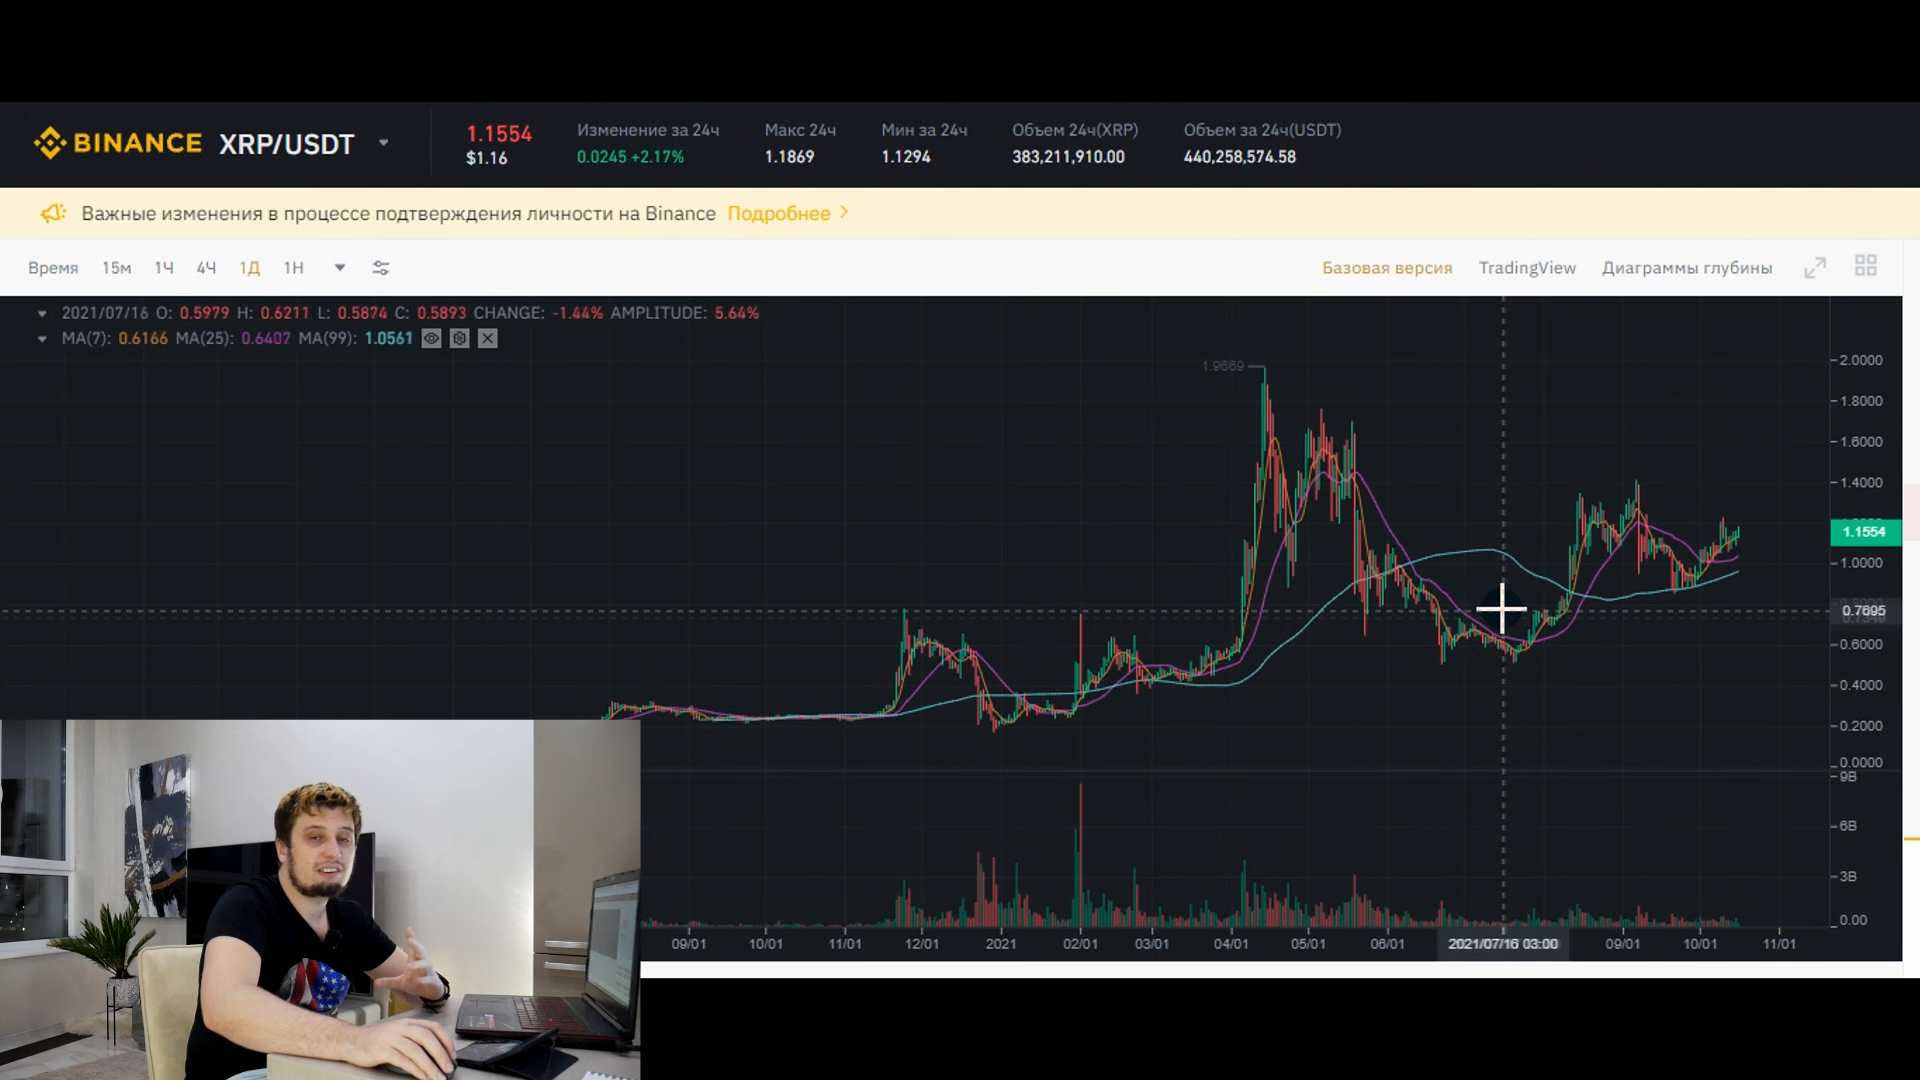 BINANCE XRP/USDT
1.1554
$1.16
Изменение за 24ч
0.0245 +2.17%
Макс 24ч
1.1869
Мин за 24ч
1.1294
Объем 24ч(XRP)
383,211,910.00
Объем за 24ч(USDT)
440,258,574.58
Важные изменения в процессе подтверждения личности на Binance Подробнее
Время 15м 1Ч 4Ч 1Д 1Н
Базовая версия TradingView Диаграммы глубины
2021/07/16 O: 0.5979 H: 0.6211 L: 0.5874 C: 0.5893 CHANGE: -1.44% AMPLITUDE: 5.64%
MA(7): 0.6166 MA(25): 0.6407 MA(99): 1.0561
1.9669
2.0000
1.8000
1.6000
1.4000
1.1554
1.0000
0.7695
0.6000
0.4000
0.2000
0.0000
9B
6B
3B
0.00
09/01 10/01 11/01 12/01 2021 02/01 03/01 04/01 05/01 06/01 2021/07/16 03:00 09/01 10/01 11/01